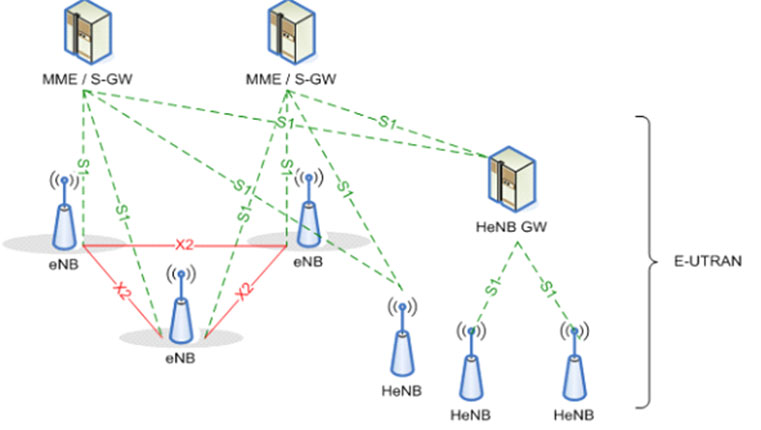 MME / S-GW
MME / S-GW
S1
S1
S1
S1
S1
S1
S1
S1
S1
HeNB GW
eNB
X2
eNB
E-UTRAN
X2
X2
S1
S1
eNB
HeNB
HeNB
HeNB